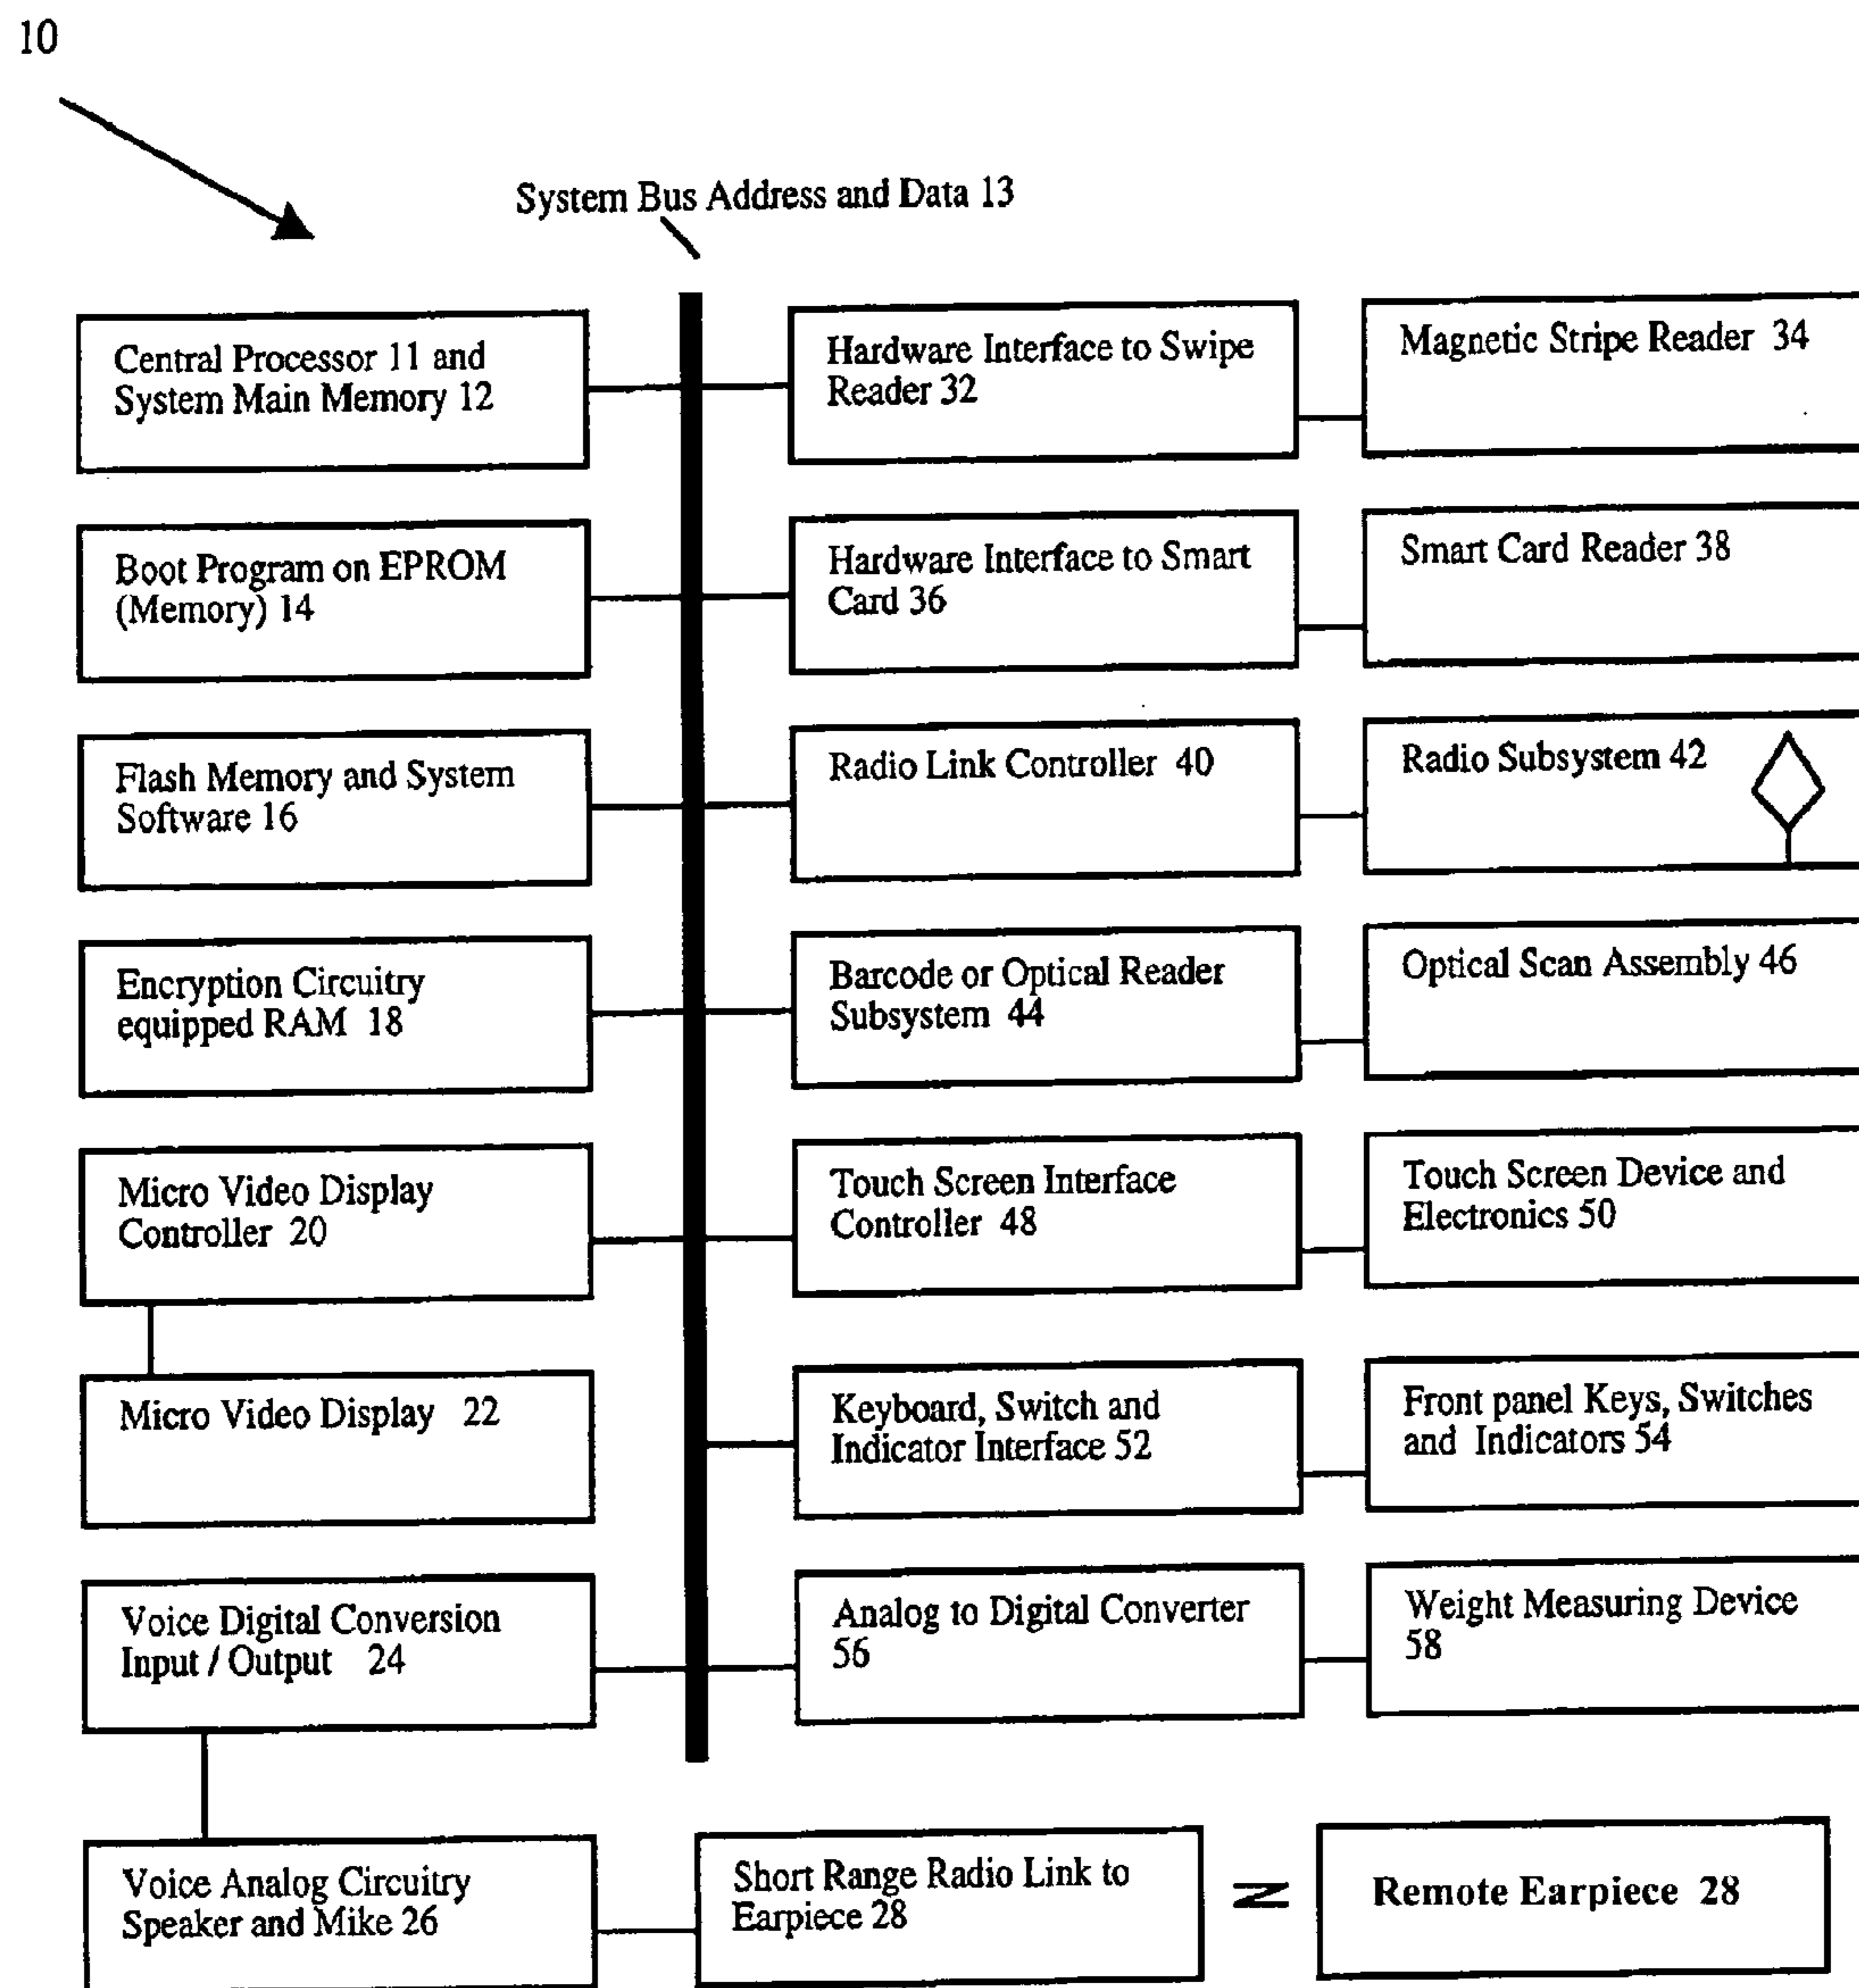 10
System Bus Address and Data 13
Central Processor 11 and
System Main Memory 12
Hardware Interface to Swipe
Reader 32
Magnetic Stripe Reader 34
Boot Program on EPROM
(Memory) 14
Hardware Interface to Smart
Card 36
Smart Card Reader 38
Flash Memory and System
Software 16
Radio Link Controller 40
Radio Subsystem 42
Encryption Circuitry
equipped RAM 18
Barcode or Optical Reader
Subsystem 44
Optical Scan Assembly 46
Micro Video Display
Controller 20
Touch Screen Interface
Controller 48
Touch Screen Device and
Electronics 50
Micro Video Display 22
Keyboard, Switch and
Indicator Interface 52
Front panel Keys, Switches
and Indicators 54
Voice Digital Conversion
Input / Output 24
Analog to Digital Converter
56
Weight Measuring Device
58
Voice Analog Circuitry
Speaker and Mike 26
Short Range Radio Link to
Earpiece 28
Remote Earpiece 28